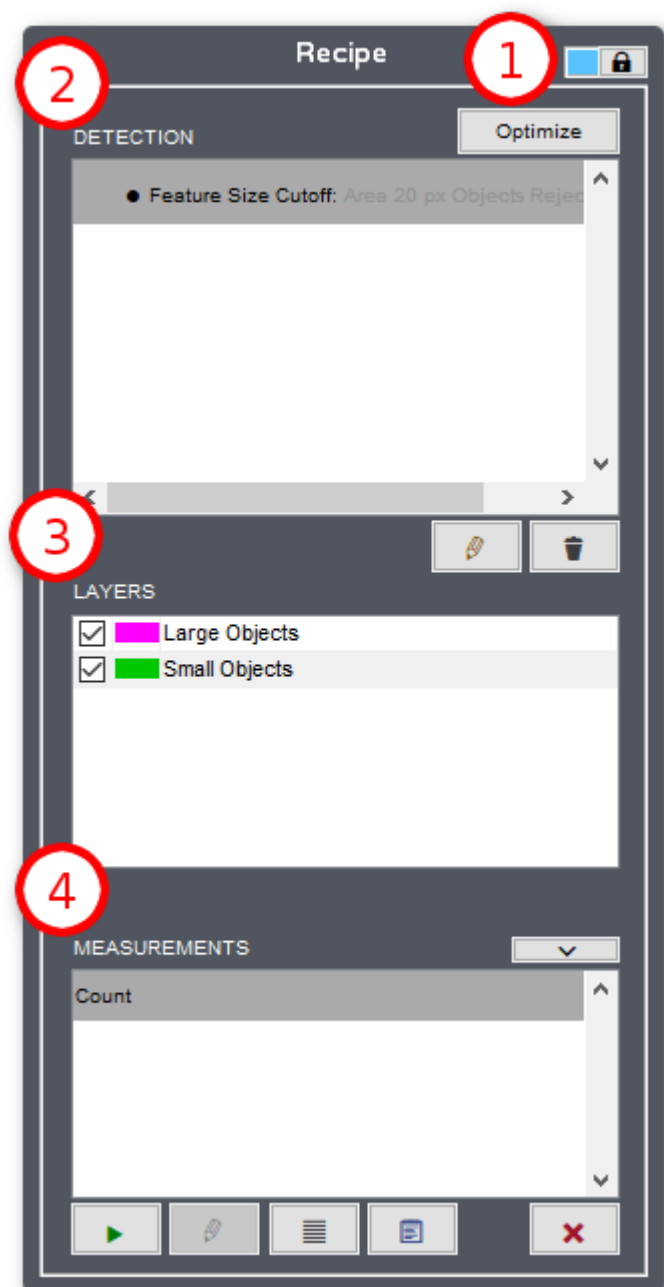 Recipe
1
2
DETECTION
Optimize
Feature Size Cutoff: Area 20 px Objects Rejec
3
LAYERS
Large Objects
Small Objects
4
MEASUREMENTS
Count